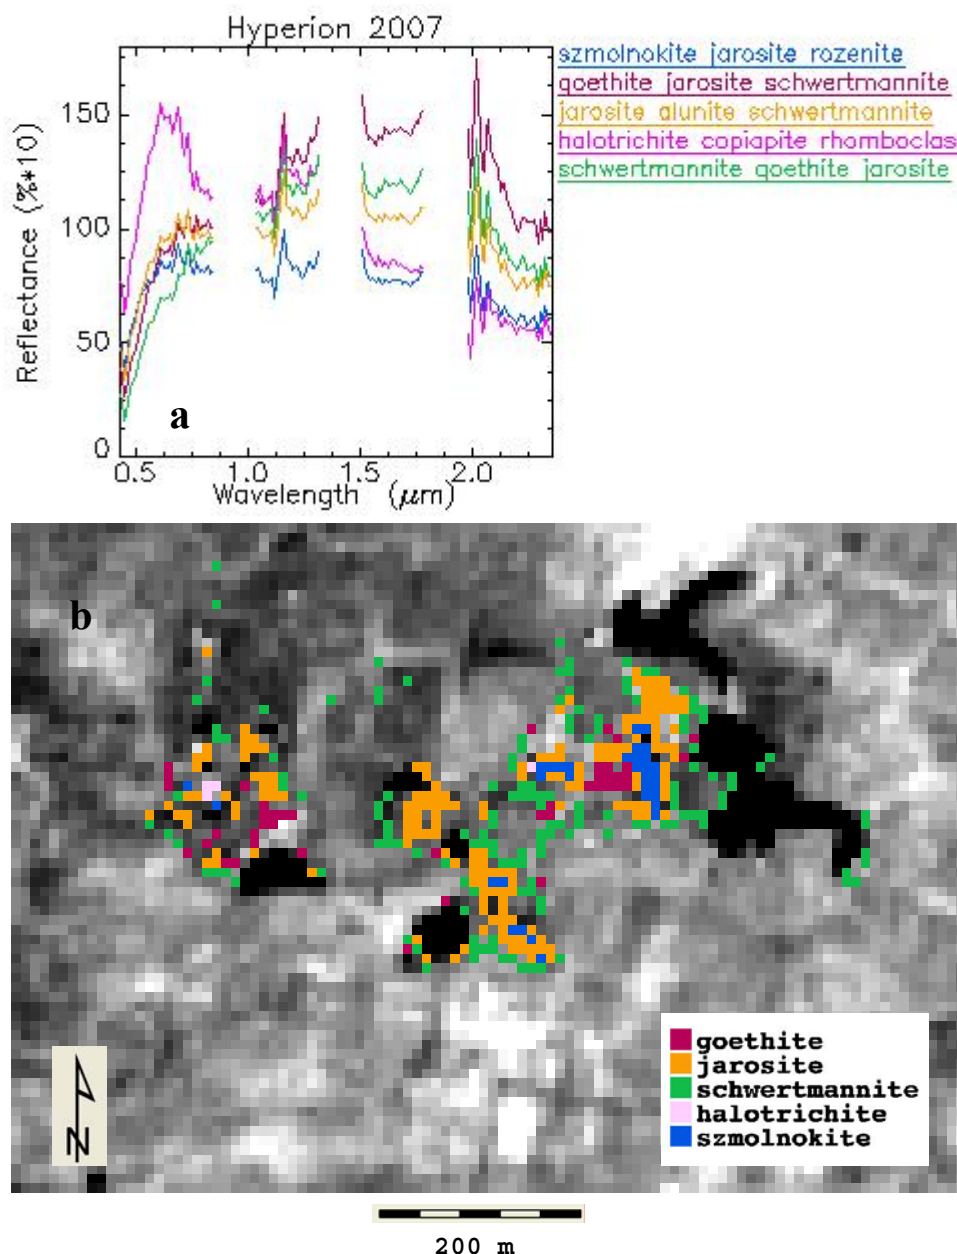 Hyperion 2007
szmolnokite jarosite rozenite
goethite jarosite schwertmannite
jarosite alunite schwertmannite
halotrichite copiapite rhomboclas
schwertmannite goethite jarosite
Reflectance (%*10)
150
100
50
0
a
0.5 1.0 1.5 2.0
Wavelength (μm)
b
goethite
jarosite
schwertmannite
halotrichite
szmolnokite
N
200 m